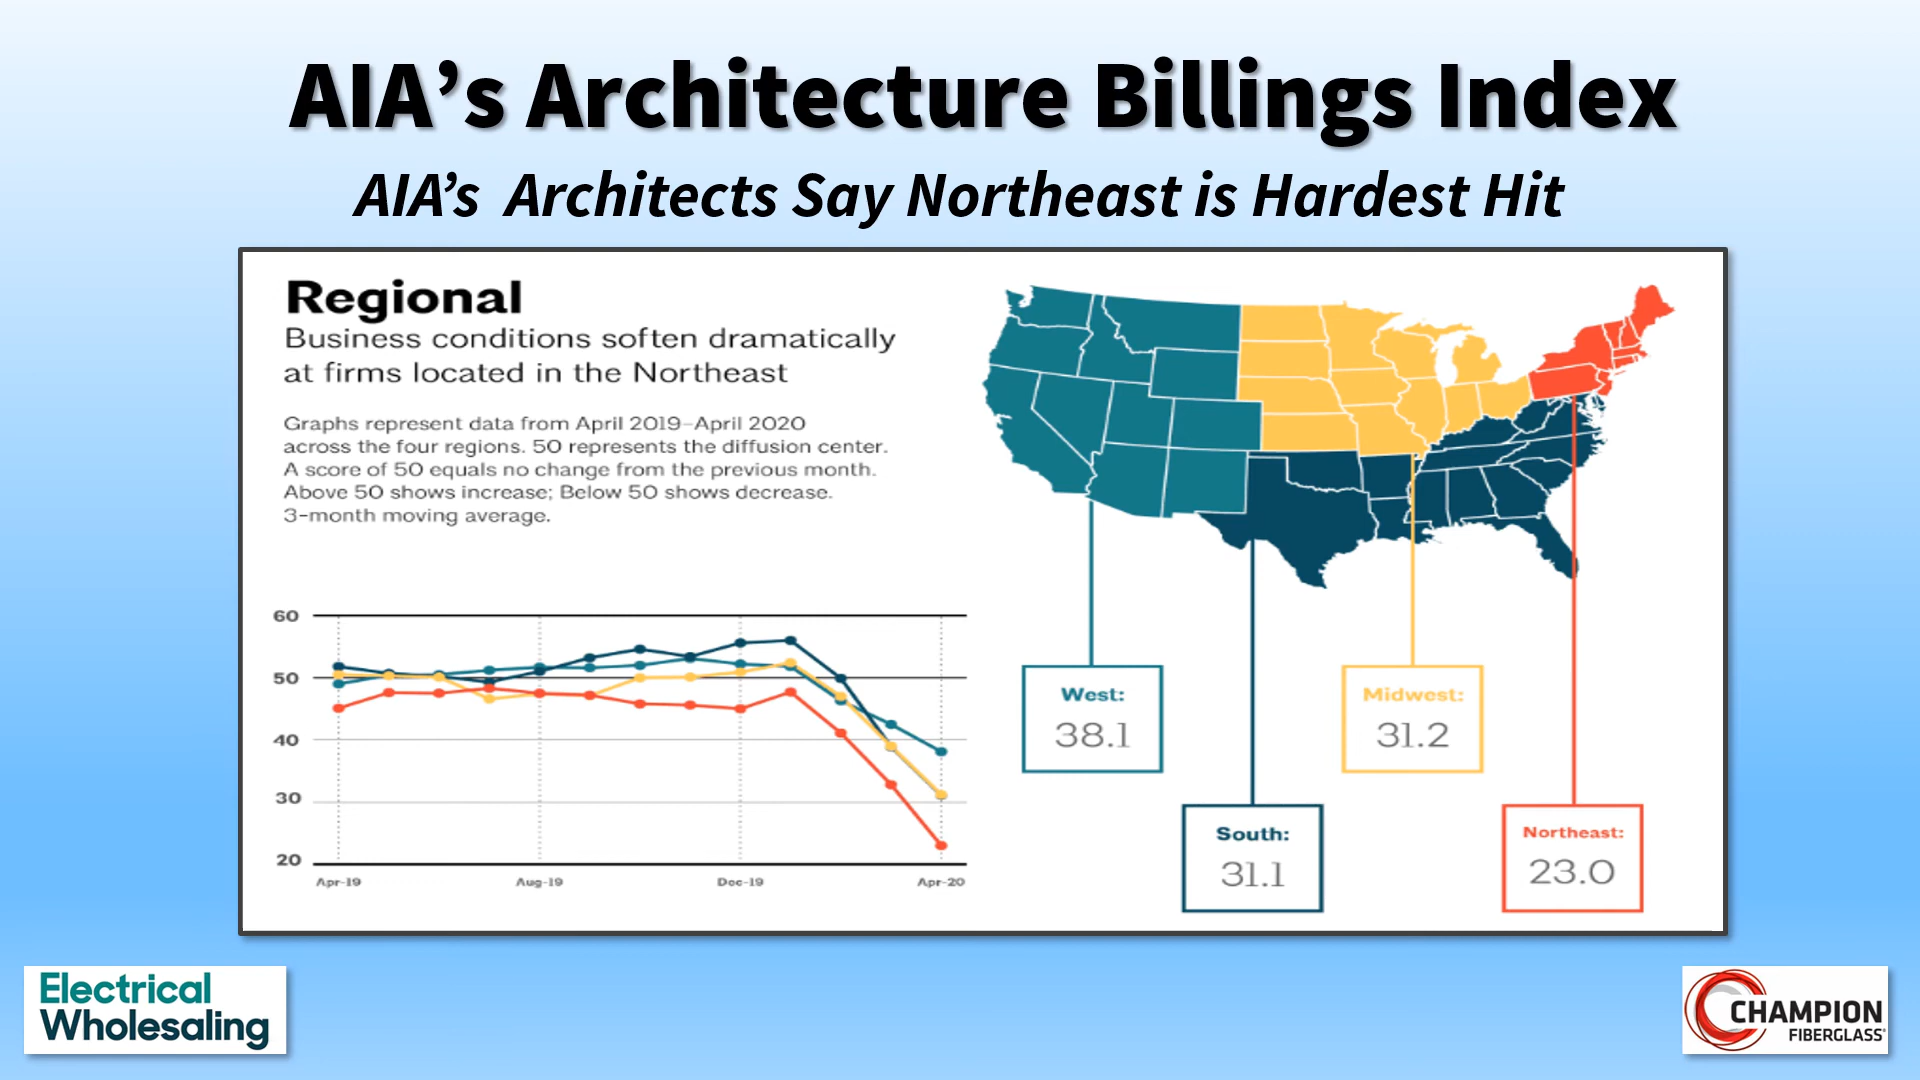 AIA’s Architecture Billings Index
AIA’s  Architects Say Northeast is Hardest Hit
Regional
Business conditions soften dramatically
at firms located in the Northeast
Graphs represent data from April 2019–April 2020
across the four regions. 50 represents the diffusion center.
A score of 50 equals no change from the previous month.
Above 50 shows increase; Below 50 shows decrease.
3-month moving average.
60
50
40
30
20
Apr-19
Aug-19
Dec-19
Apr-20
West:
38.1
Midwest:
31.2
South:
31.1
Northeast:
23.0
Electrical
Wholesaling
CHAMPION
FIBERGLASS®